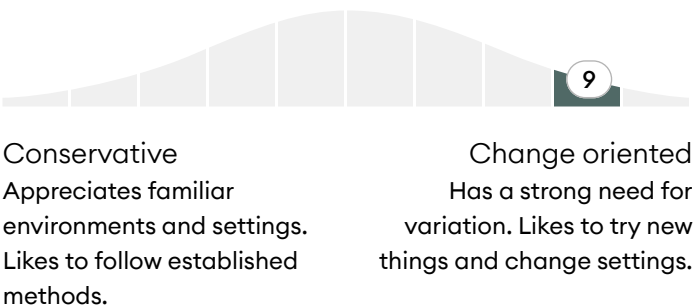 9
Conservative
Appreciates familiar
environments and settings.
Likes to follow established
methods.
Change oriented
Has a strong need for
variation. Likes to try new
things and change settings.